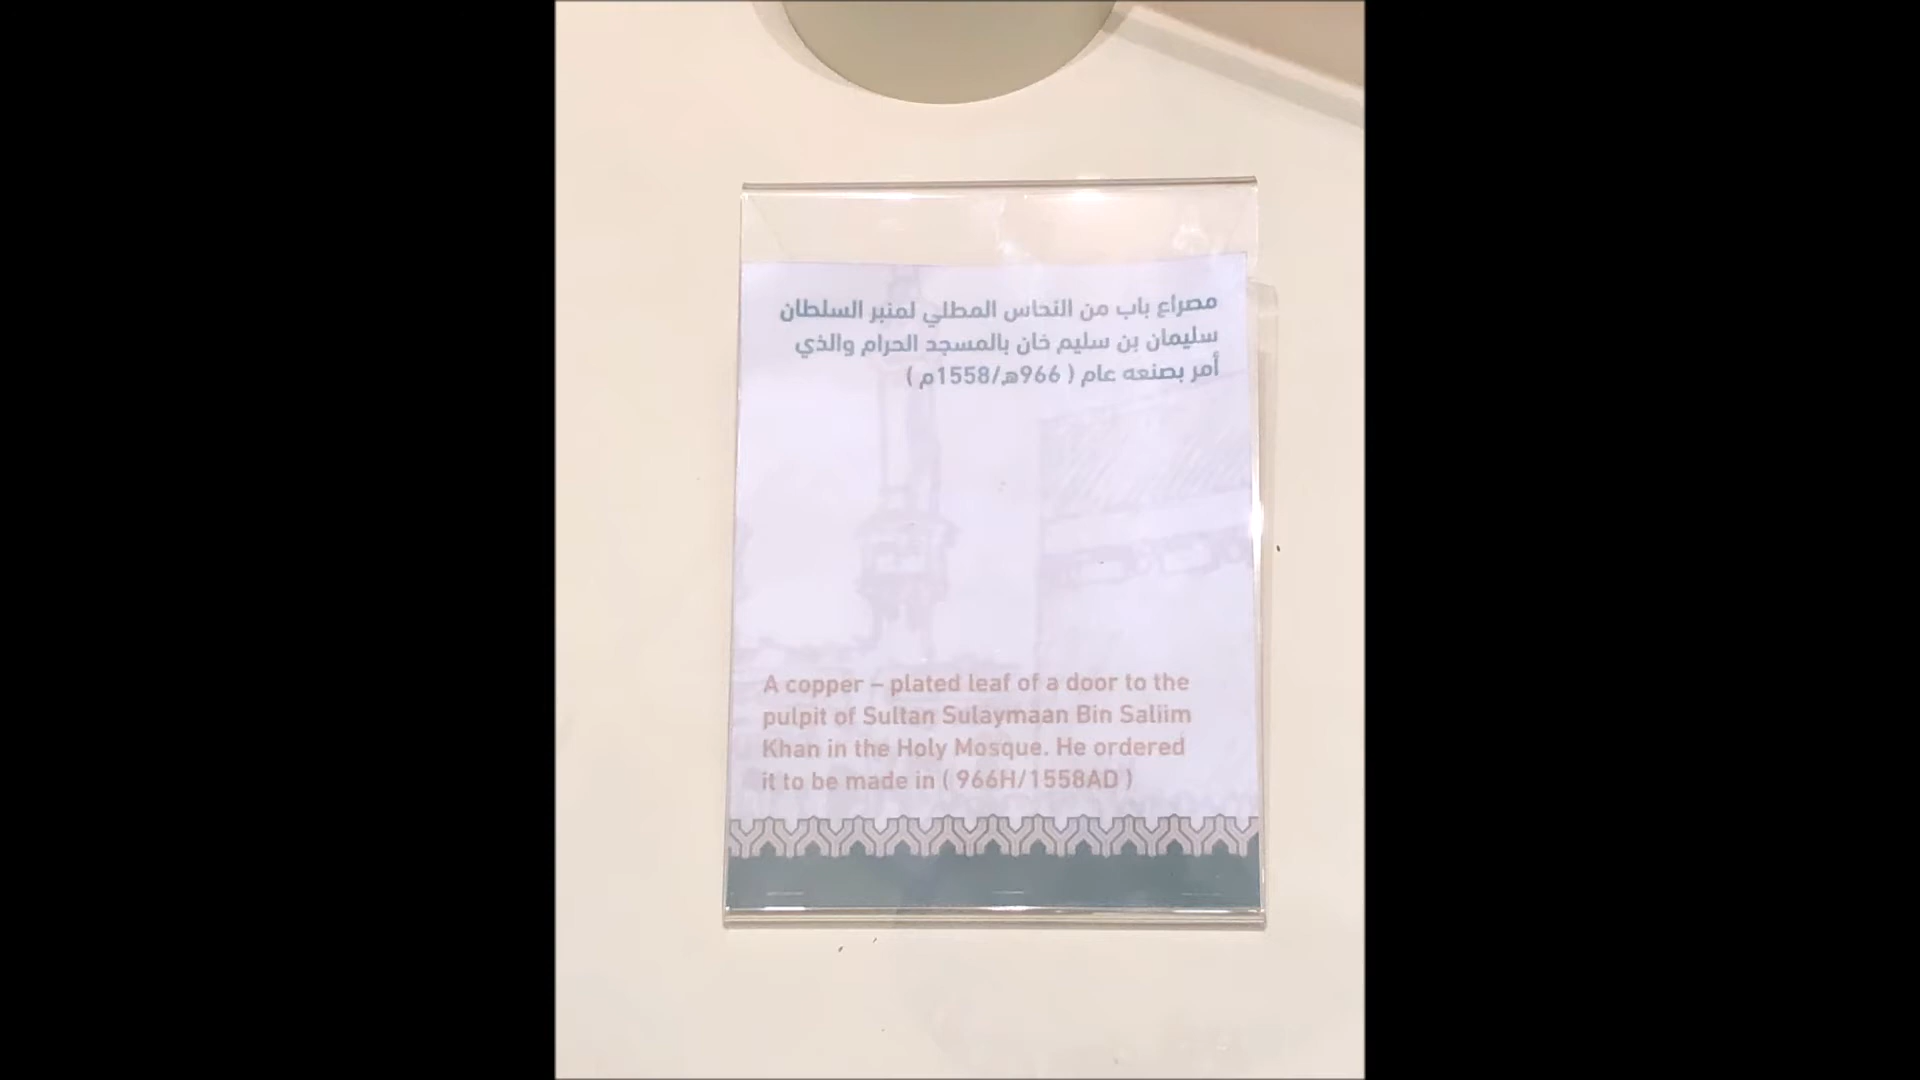 مصراع باب من النحاس المطلي لمنبر السلطان
سليمان بن سليم خان بالمسجد الحرام والذي
أمر بصنعه عام ( 966هـ/1558م )
A copper – plated leaf of a door to the
pulpit of Sultan Sulaymaan Bin Saliim
Khan in the Holy Mosque. He ordered
it to be made in ( 966H/1558AD )